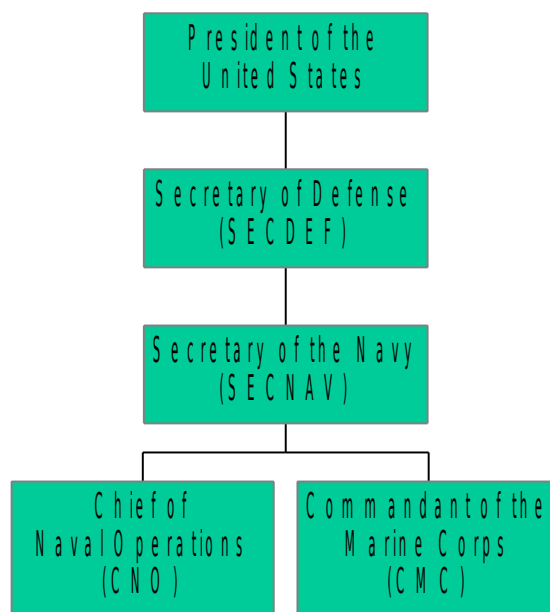 President of the
United States
Secretary of Defense
(SECDEF)
Secretary of the Navy
(SECNAV)
Chief of
Naval Operations
(CNO)
Commandant of the
Marine Corps
(CMC)